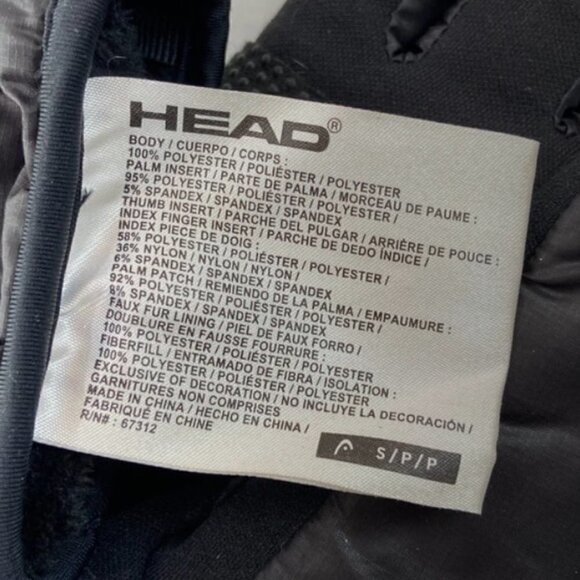 HEAD®
BODY / CUERPO / CORPS :
100% POLYESTER / POLIÉSTER / POLYESTER
PALM INSERT / PARTE DE PALMA / MORCEAU DE PAUME :
95% POLYESTER / POLIÉSTER / POLYESTER /
5% SPANDEX / SPANDEX / SPANDEX
THUMB INSERT / PARCHE DEL PULGAR / ARRIÈRE DE POUCE :
INDEX FINGER INSERT / PARCHE DE DEDO ÍNDICE /
INDEX PIECE DE DOIG :
58% POLYESTER / POLIÉSTER / POLYESTER /
36% NYLON / NYLON / NYLON /
6% SPANDEX / SPANDEX / SPANDEX
PALM PATCH / REMIENDO DE LA PALMA / EMPAUMURE :
92% POLYESTER / POLIÉSTER / POLYESTER /
8% SPANDEX / SPANDEX / SPANDEX
FAUX FUR LINING / PIEL DE FAUX FORRO /
DOUBLURE EN FAUSSE FOURRURE :
100% POLYESTER / POLIÉSTER / POLYESTER
FIBERFILL / ENTRAMADO DE FIBRA / ISOLATION :
100% POLYESTER / POLIÉSTER / POLYESTER
EXCLUSIVE OF DECORATION / NO INCLUYE LA DECORACIÓN /
GARNITURES NON COMPRISES
MADE IN CHINA / HECHO EN CHINA /
FABRIQUÉ EN CHINE
R/N# : 67312
S/P/P